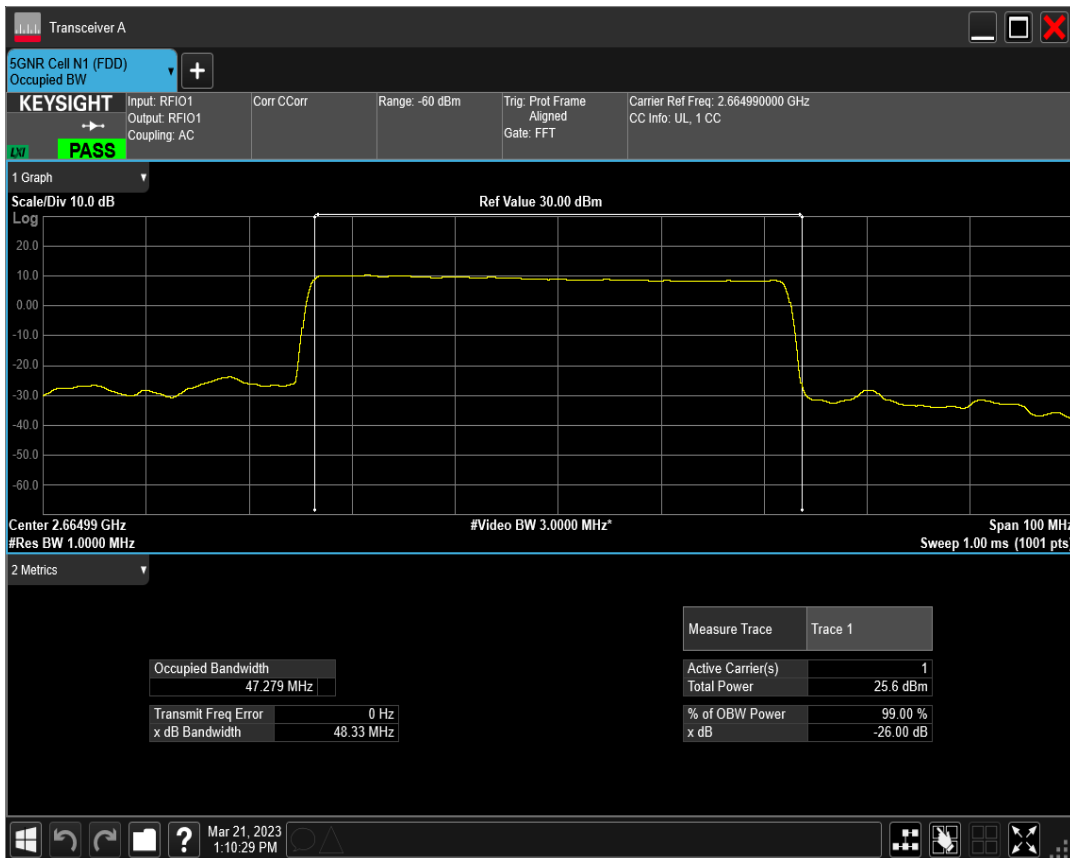 Transceiver A
5GNR Cell N1 (FDD)
Occupied BW
+
KEYSIGHT
LXI
PASS
Input: RFIO1
Output: RFIO1
Coupling: AC
Corr CCorr
Range: -60 dBm
Trig: Prot Frame
Aligned
Gate: FFT
Carrier Ref Freq: 2.664990000 GHz
CC Info: UL, 1 CC
1 Graph
Scale/Div 10.0 dB
Ref Value 30.00 dBm
Log
20.0
10.0
0.00
-10.0
-20.0
-30.0
-40.0
-50.0
-60.0
Center 2.66499 GHz
#Video BW 3.0000 MHz*
Span 100 MHz
#Res BW 1.0000 MHz
Sweep 1.00 ms (1001 pts)
2 Metrics
Measure Trace Trace 1
Occupied Bandwidth
47.279 MHz
Active Carrier(s) 1
Total Power 25.6 dBm
Transmit Freq Error 0 Hz
x dB Bandwidth 48.33 MHz
% of OBW Power 99.00 %
x dB -26.00 dB
?
Mar 21, 2023
1:10:29 PM